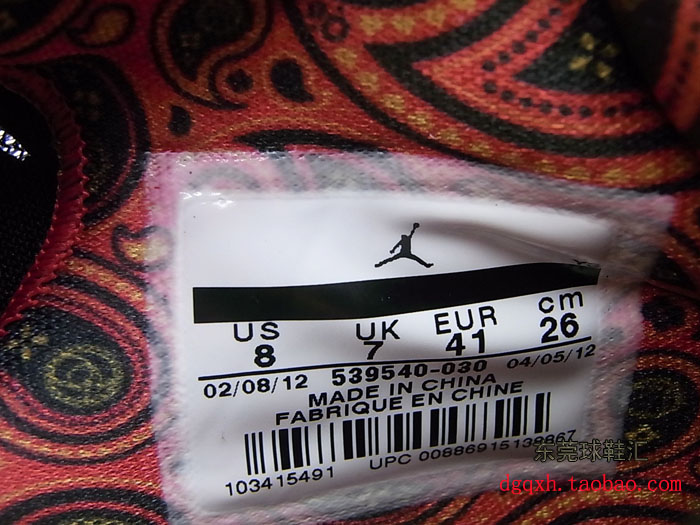 US UK EUR cm
8 7 41 26
02/08/12 539540-030 04/05/12
MADE IN CHINA
FABRIQUE EN CHINE
103415491 UPC 00886915138867
东莞球鞋汇
dgqxh.taobao.com